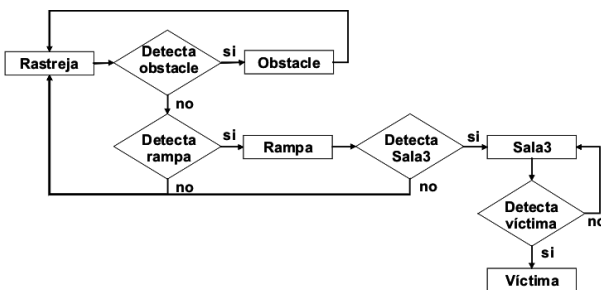 Detecta
obstacle
si
Rastreja
Obstacle
no
Detecta
rampa
si
Rampa
Detecta
Sala3
si
Sala3
no
no
Detecta
víctima
no
si
Víctima